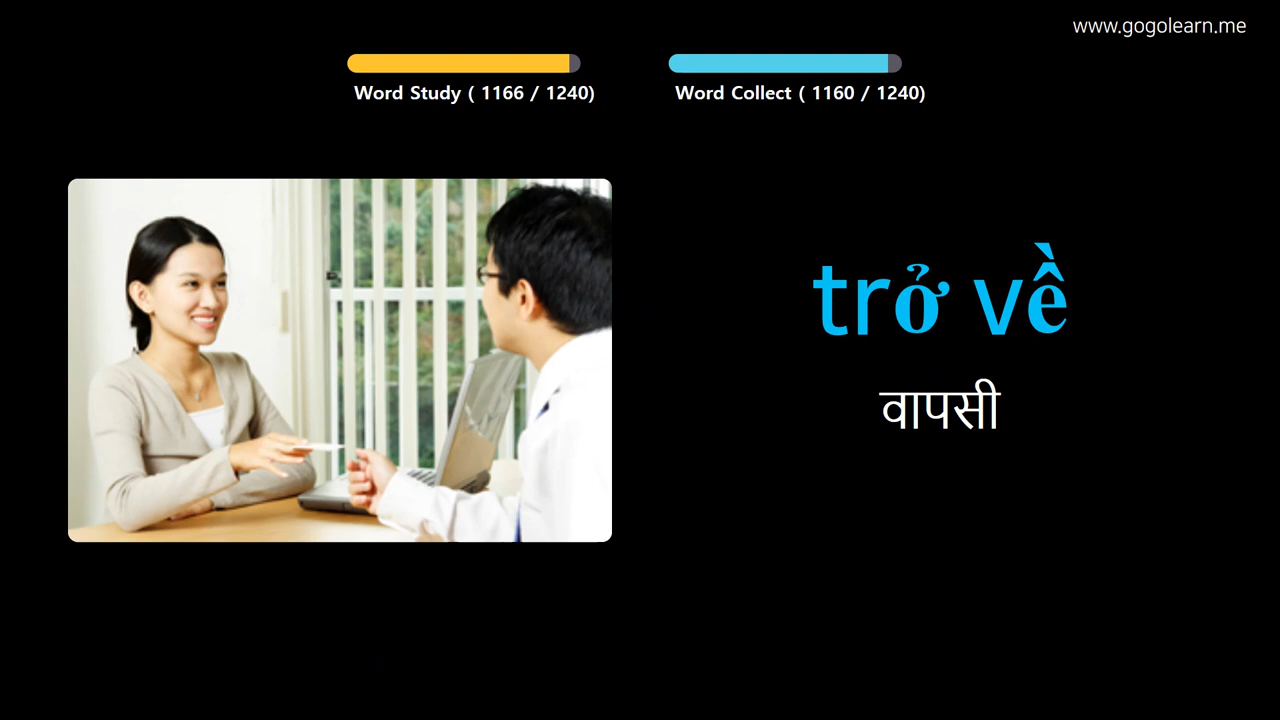 www.gogolearn.me
Word Study ( 1166 / 1240)
Word Collect ( 1160 / 1240)
trở về
वापसी